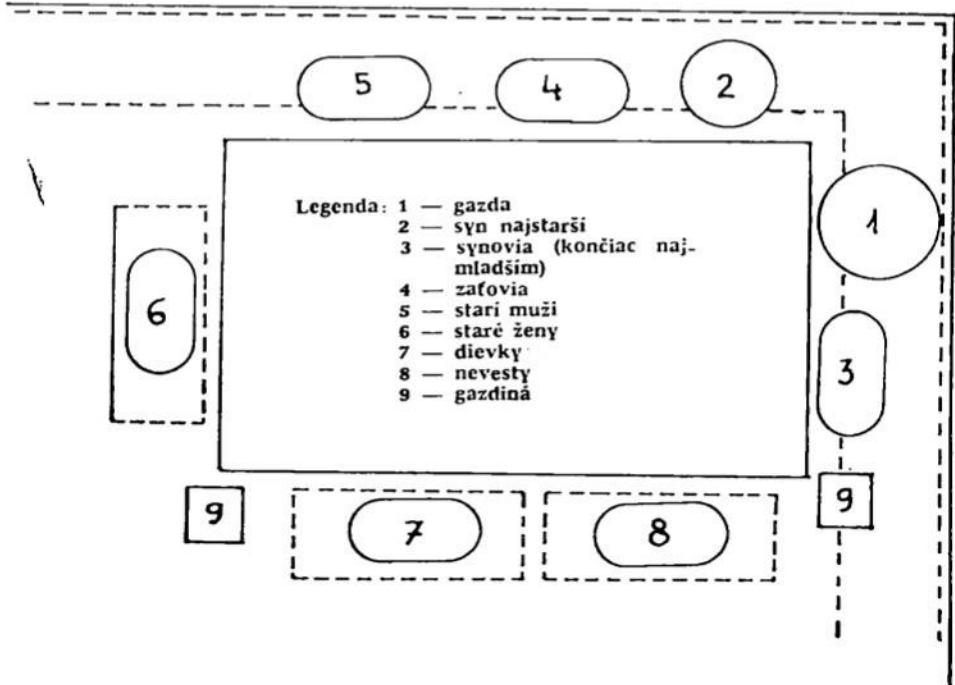 5
4
2
1
Legenda: 1 — gazda
2 — syn najstarší
3 — synovia (končiac naj-
mladším)
4 — zaťovia
5 — starí muži
6 — staré ženy
7 — dievky
8 — nevesty
9 — gazdiná
6
3
9
7
8
9